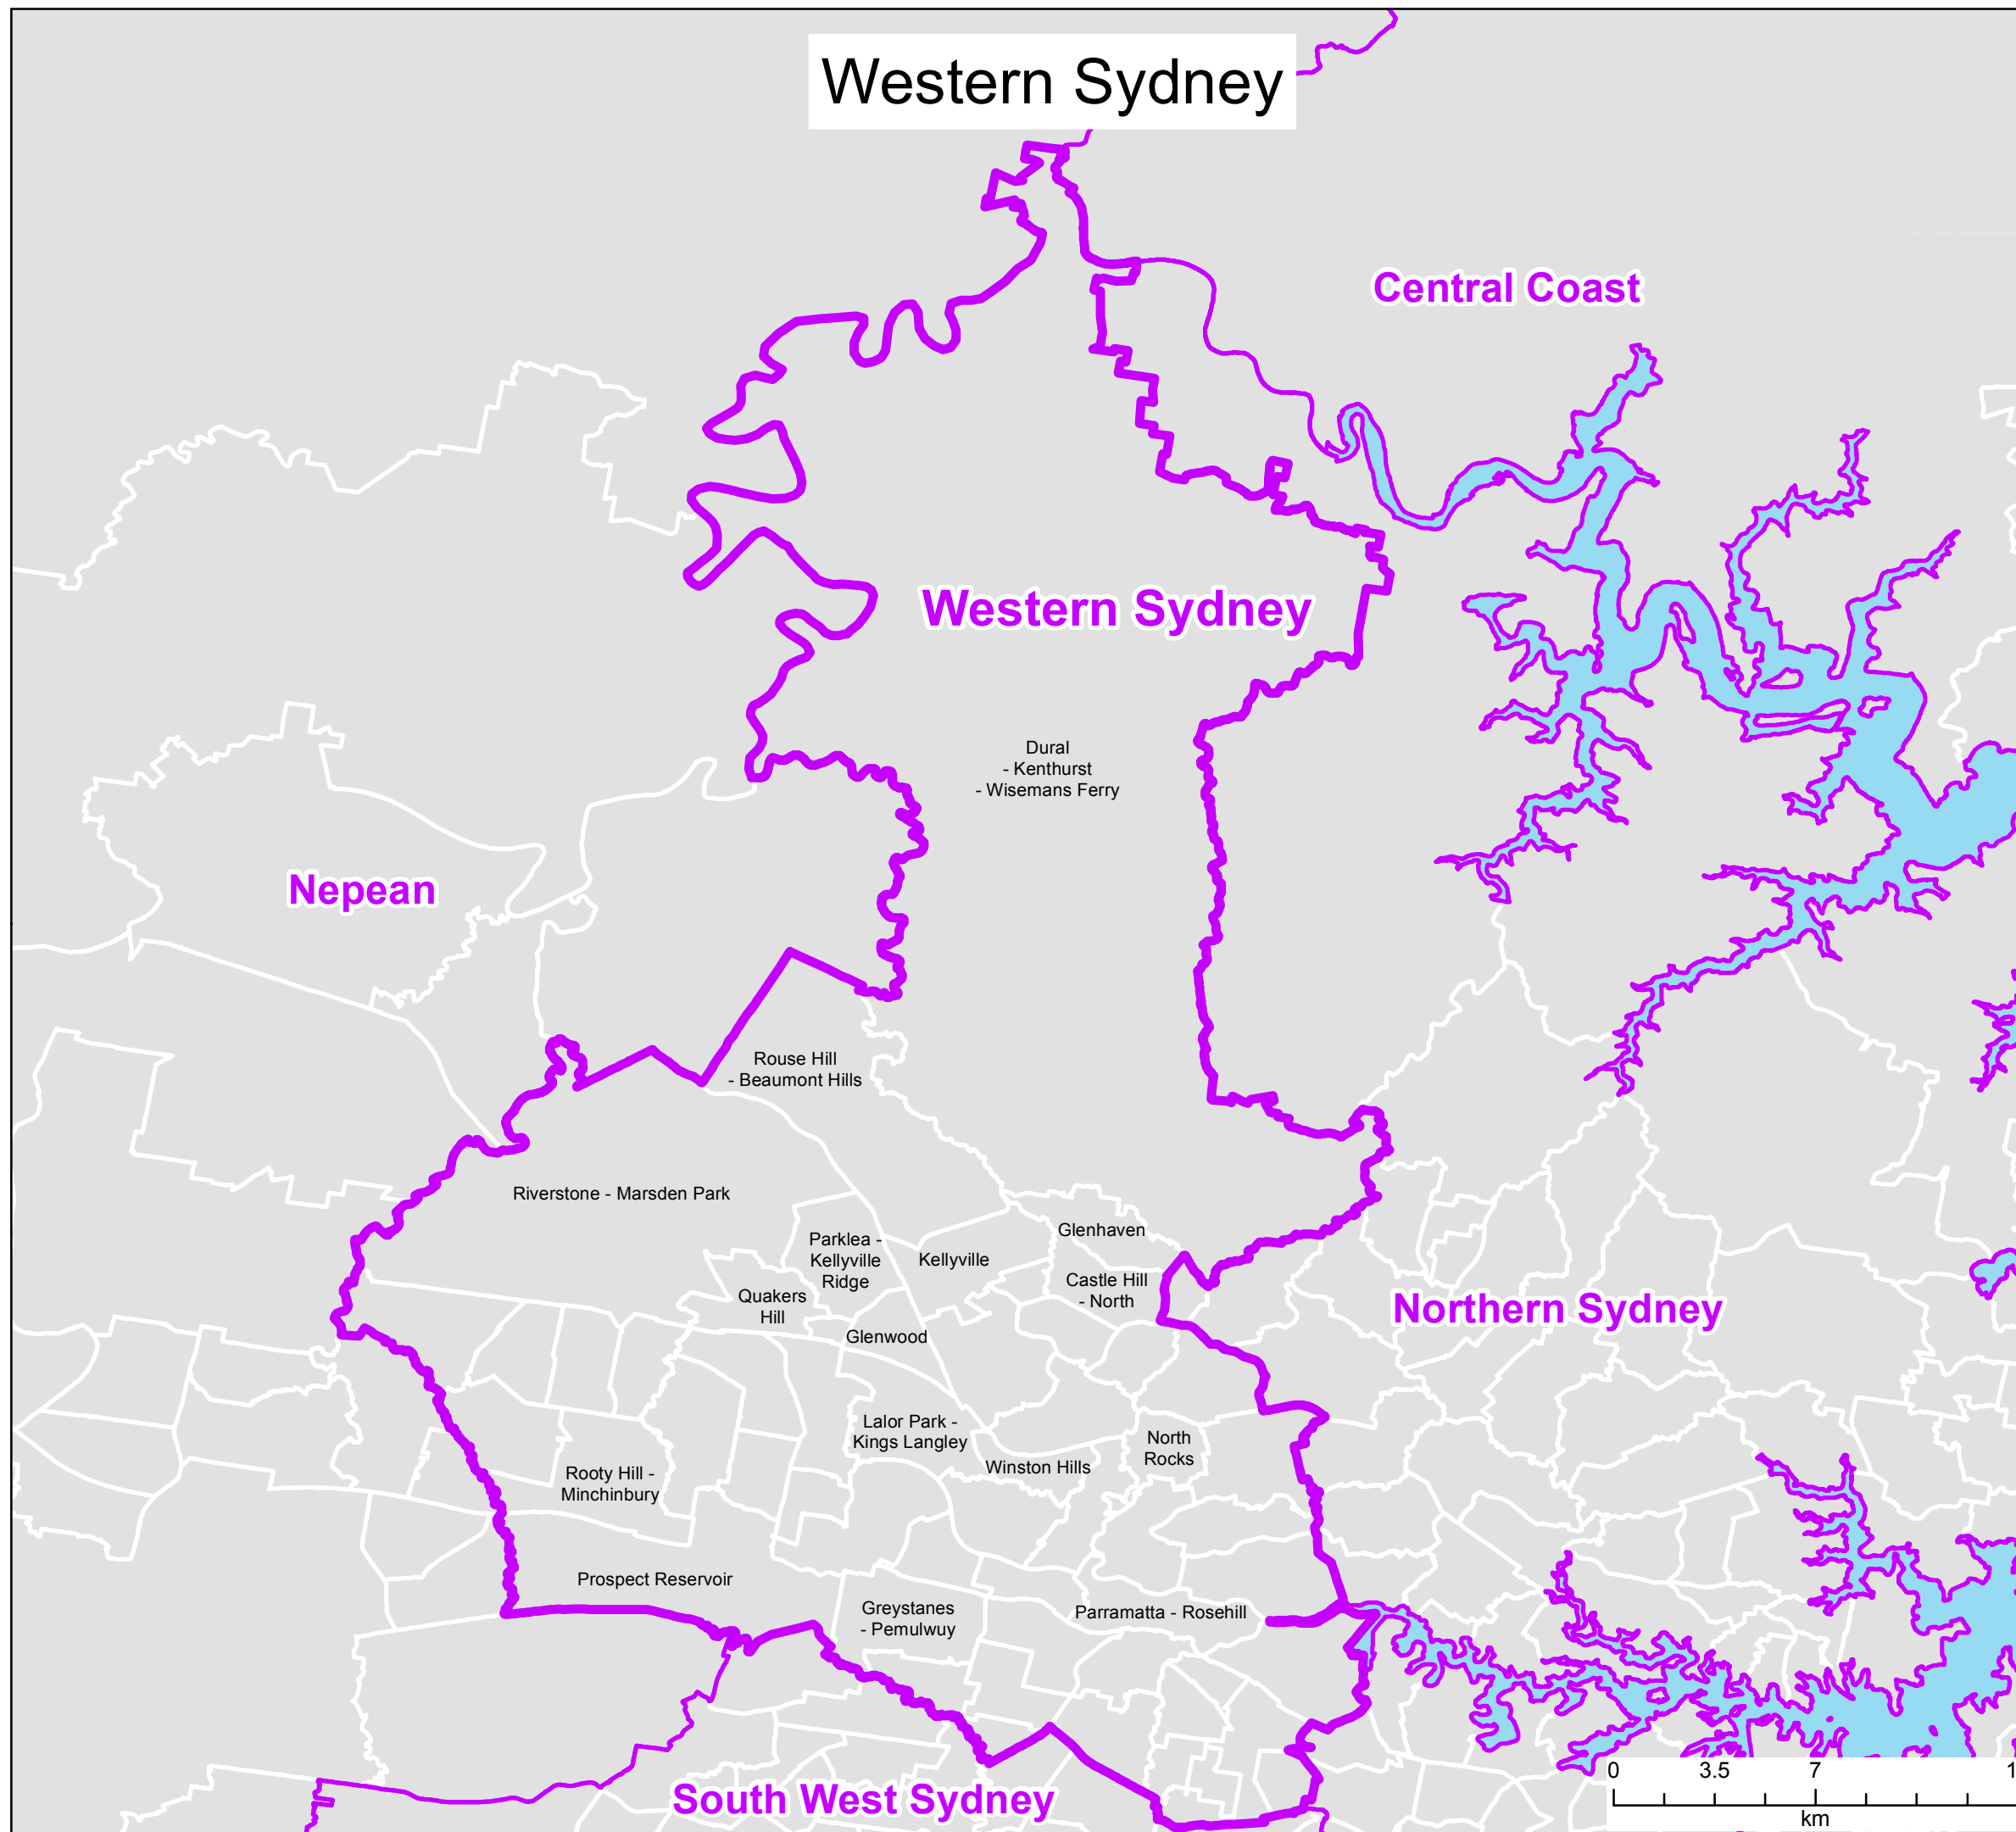 Western Sydney
Central Coast
Western Sydney
Dural
- Kenthurst
- Wisemans Ferry
Nepean
Rouse Hill
- Beaumont Hills
Riverstone - Marsden Park
Glenhaven
Parklea -
Kellyville
Ridge
Kellyville
Castle Hill
- North
Quakers
Hill
Northern Sydney
Glenwood
Lalor Park -
Kings Langley
North
Rocks
Winston Hills
Rooty Hill -
Minchinbury
Prospect Reservoir
Greystanes
- Pemulwuy
Parramatta - Rosehill
South West Sydney
0 3.5 7
km